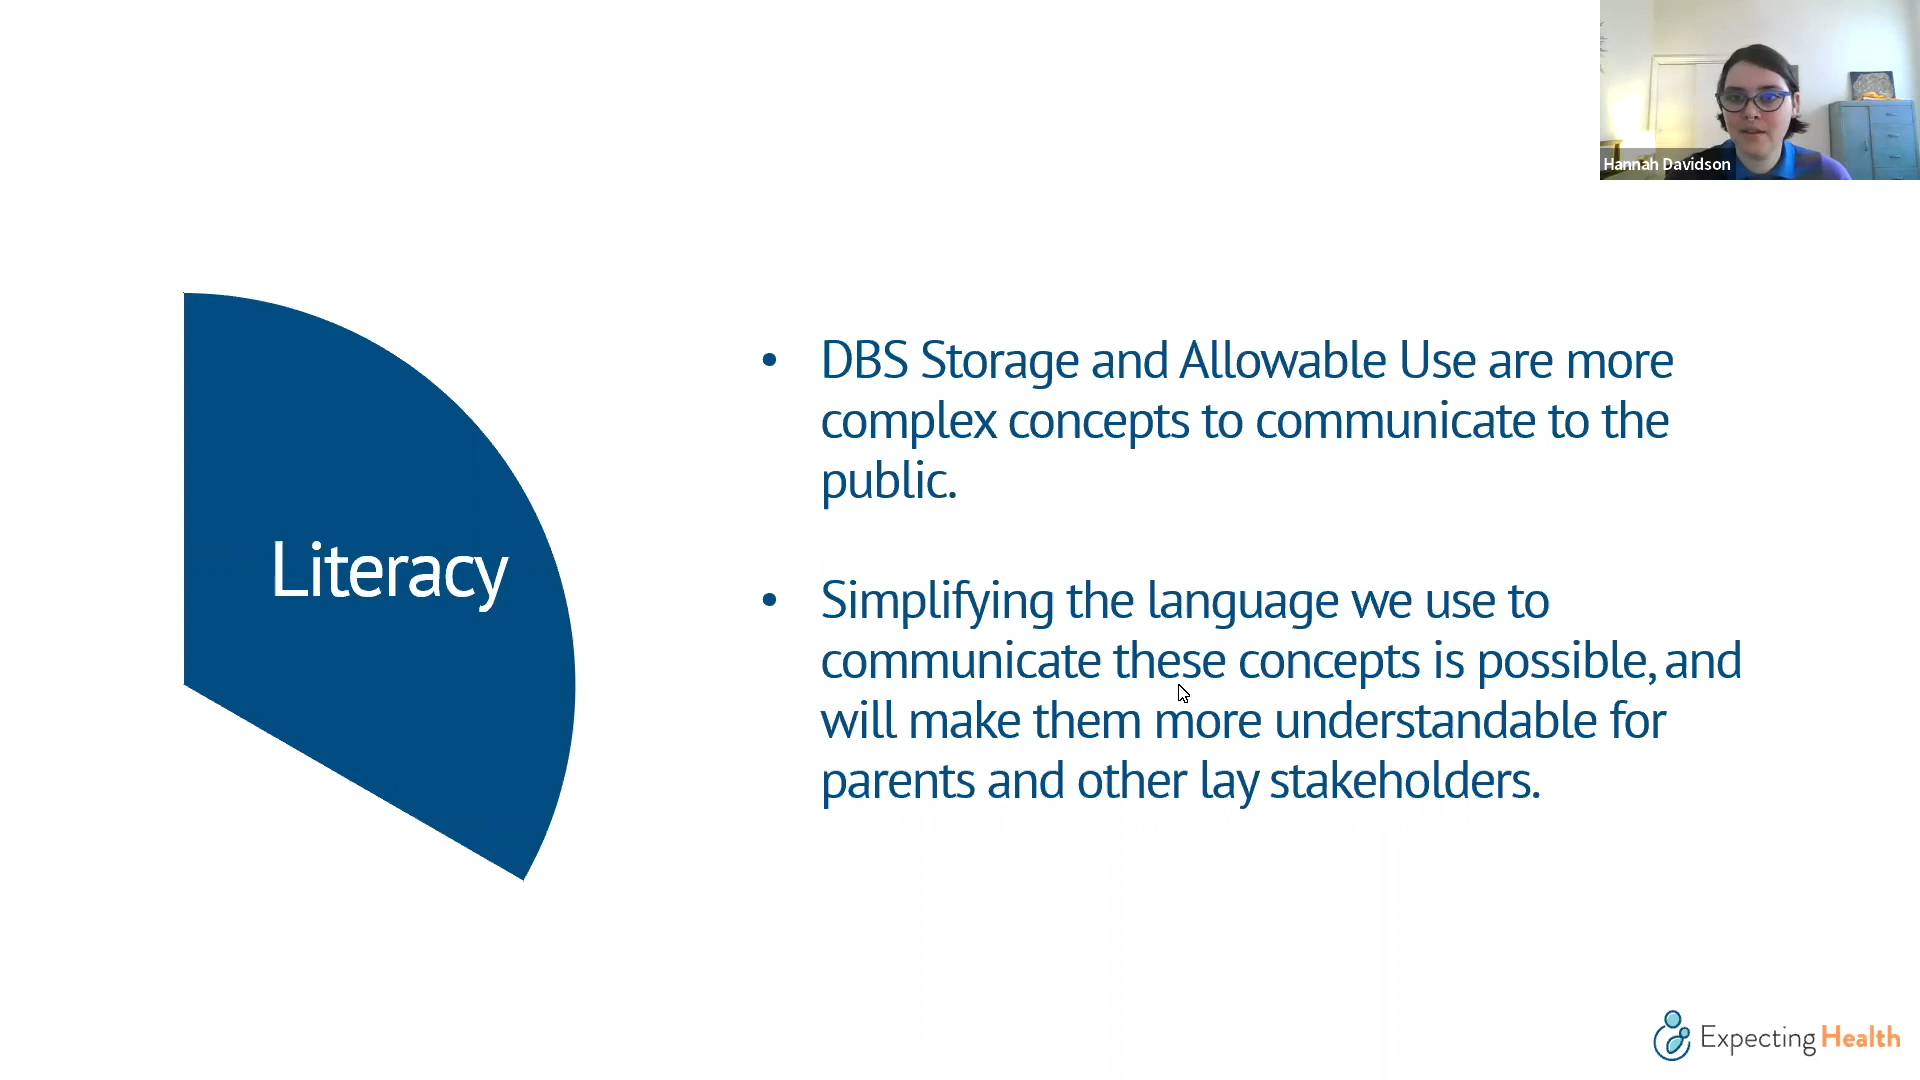 Hannah Davidson
Literacy
• DBS Storage and Allowable Use are more
complex concepts to communicate to the
public.
• Simplifying the language we use to
communicate these concepts is possible, and
will make them more understandable for
parents and other lay stakeholders.
Expecting Health